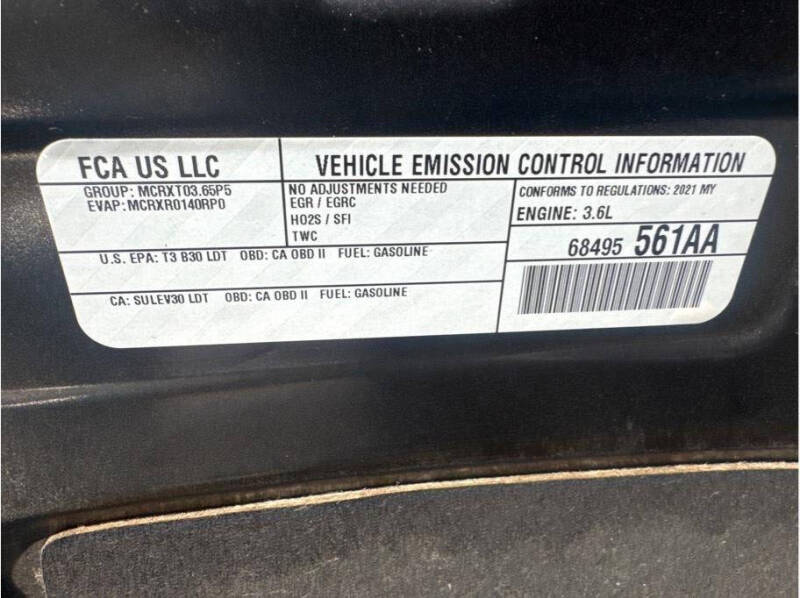 FCA US LLC
VEHICLE EMISSION CONTROL INFORMATION
GROUP: MCRXT03.65P5
EVAP: MCRXR0140RP0
NO ADJUSTMENTS NEEDED
EGR / EGRC
HO2S / SFI
TWC
CONFORMS TO REGULATIONS: 2021 MY
ENGINE: 3.6L
U.S. EPA: T3 B30 LDT OBD: CA OBD II FUEL: GASOLINE
68495 561AA
CA: SULEV30 LDT OBD: CA OBD II FUEL: GASOLINE